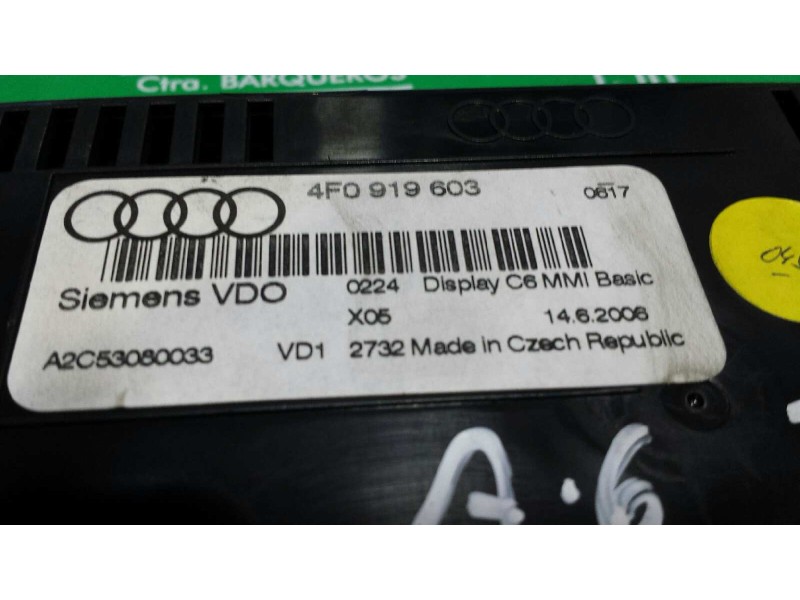 Ctra. BARQUEROS
4F0 919 603
0617
Siemens VDO
0224 Display C6 MMI Basic
X05 14.6.2006
A2C53080033 VD1 2732 Made in Czech Republic
A-6